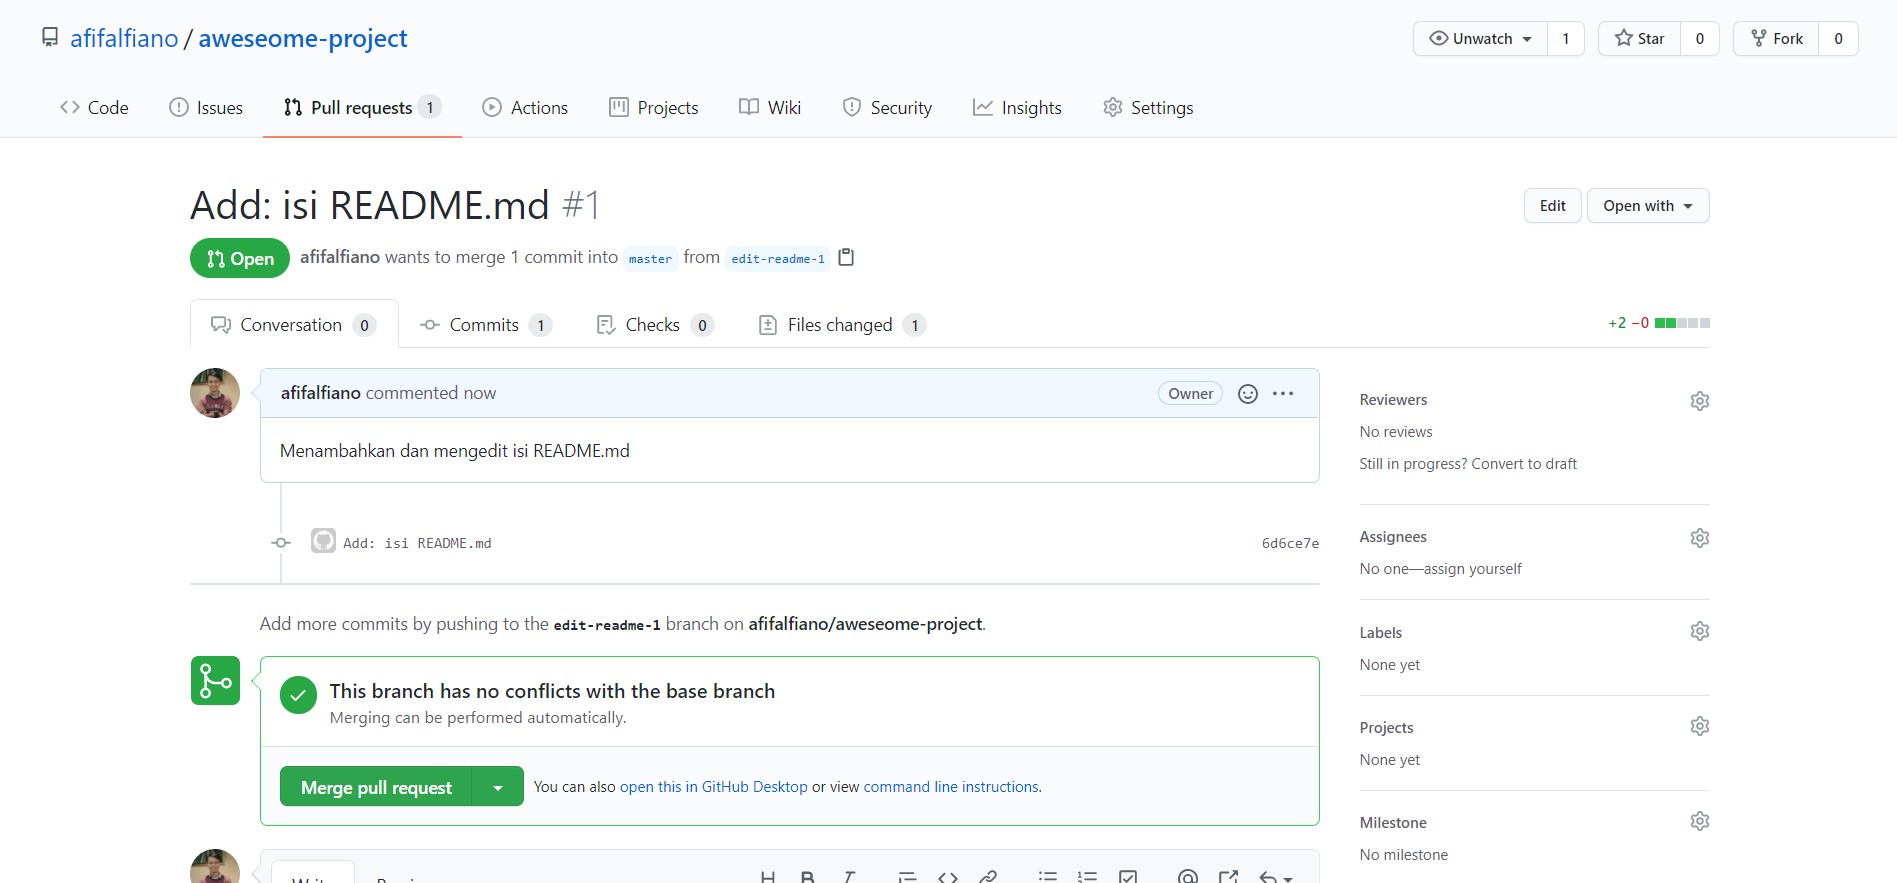 afifalfiano / aweseome-project
Unwatch 1 Star 0 Fork 0
Code Issues Pull requests 1 Actions Projects Wiki Security Insights Settings
Add: isi README.md #1
Edit Open with
Open afifalfiano wants to merge 1 commit into master from edit-readme-1
Conversation 0 Commits 1 Checks 0 Files changed 1
+2 −0
afifalfiano commented now
Owner
Menambahkan dan mengedit isi README.md
Add: isi README.md 6d6ce7e
Add more commits by pushing to the edit-readme-1 branch on afifalfiano/aweseome-project.
This branch has no conflicts with the base branch
Merging can be performed automatically.
Merge pull request You can also open this in GitHub Desktop or view command line instructions.
Reviewers
No reviews
Still in progress? Convert to draft
Assignees
No one—assign yourself
Labels
None yet
Projects
None yet
Milestone
No milestone